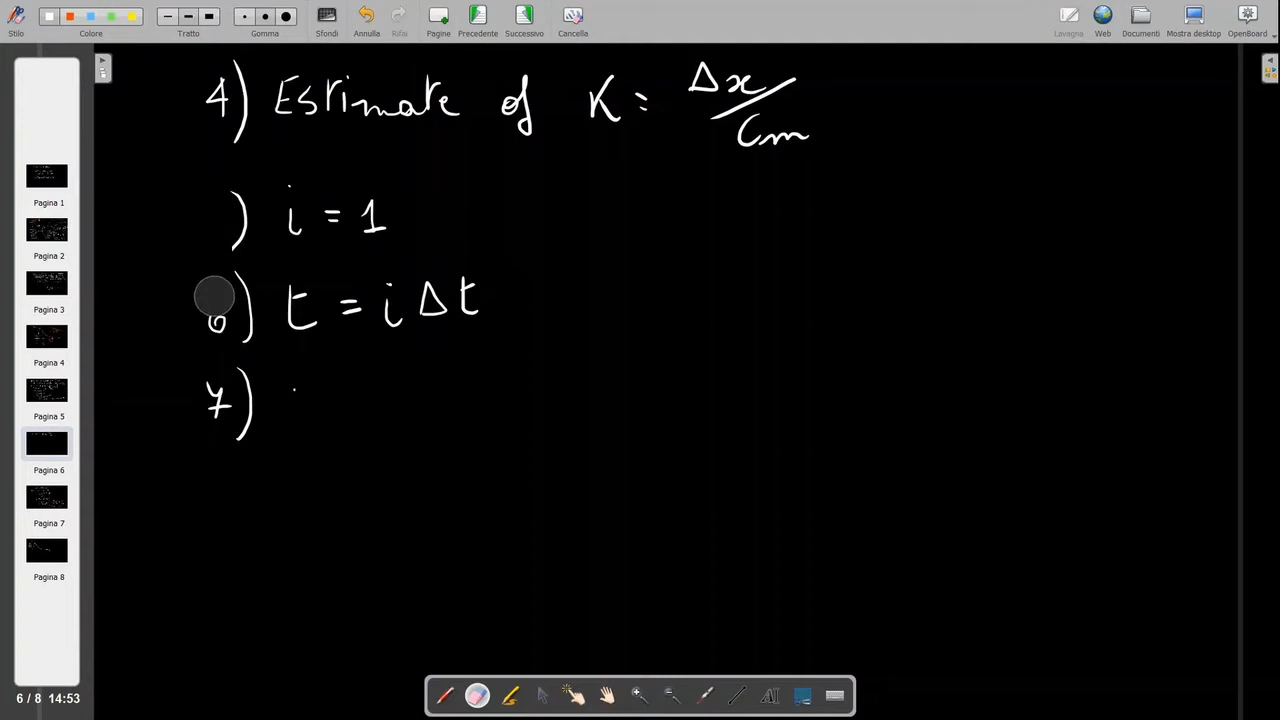 Stilo
Colore
Tratto
Gomma
Sfondi
Annulla
Rifai
Pagine
Precedente
Successivo
Cancella
Lavagna
Web
Documenti
Mostra desktop
OpenBoard
Pagina 1
Pagina 2
Pagina 3
Pagina 4
Pagina 5
Pagina 6
Pagina 7
Pagina 8
6 / 8 14:53
4) Estimate of K = Δx/Cm
) i = 1
6) t = i Δt
7)